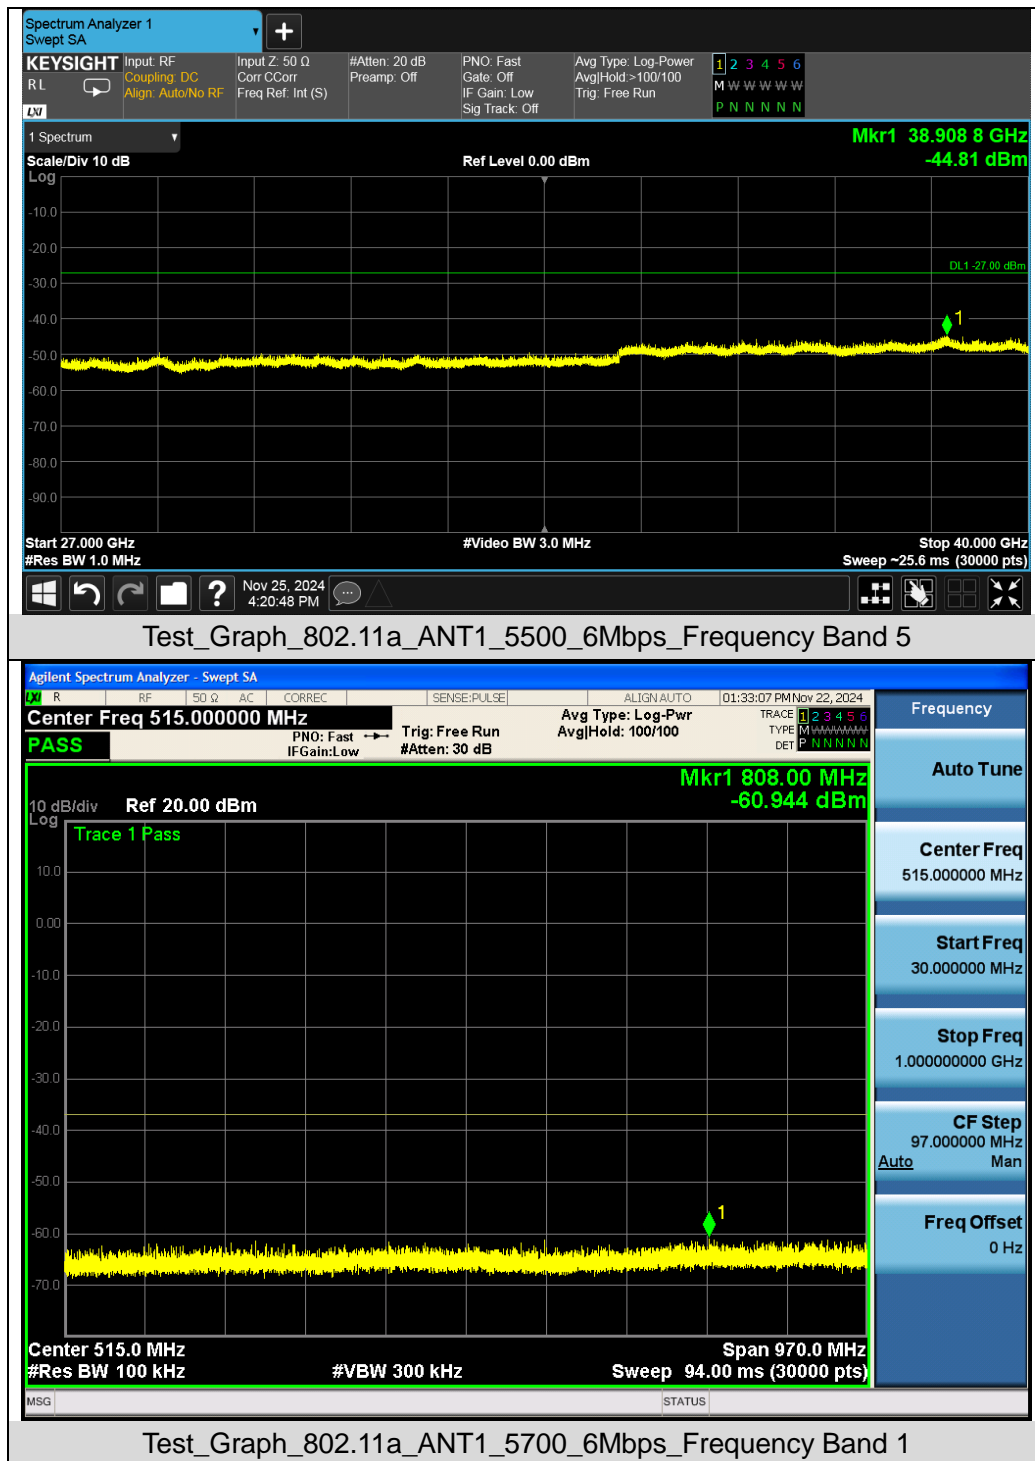 Spectrum Analyzer 1
Swept SA
KEYSIGHT
R L
LXI
Input: RF
Coupling: DC
Align: Auto/No RF
Input Z: 50 Ω
Corr CCorr
Freq Ref: Int (S)
#Atten: 20 dB
Preamp: Off
PNO: Fast
Gate: Off
IF Gain: Low
Sig Track: Off
Avg Type: Log-Power
Avg|Hold:>100/100
Trig: Free Run
1 2 3 4 5 6
M W W W W W
P N N N N N
1 Spectrum
Mkr1 38.908 8 GHz
Scale/Div 10 dB
Ref Level 0.00 dBm
-44.81 dBm
Log
-10.0
-20.0
DL1 -27.00 dBm
-30.0
-40.0
1
-50.0
-60.0
-70.0
-80.0
-90.0
Start 27.000 GHz
#Video BW 3.0 MHz
Stop 40.000 GHz
#Res BW 1.0 MHz
Sweep ~25.6 ms (30000 pts)
?
Nov 25, 2024
4:20:48 PM
Test_Graph_802.11a_ANT1_5500_6Mbps_Frequency Band 5
Agilent Spectrum Analyzer - Swept SA
LXI R RF 50 Ω AC CORREC SENSE:PULSE ALIGN AUTO 01:33:07 PM Nov 22, 2024
Center Freq 515.000000 MHz
PASS
PNO: Fast
IFGain:Low
Trig: Free Run
#Atten: 30 dB
Avg Type: Log-Pwr
Avg|Hold: 100/100
TRACE 1 2 3 4 5 6
TYPE M W W W W W
DET P N N N N N
Frequency
Mkr1 808.00 MHz
-60.944 dBm
10 dB/div
Ref 20.00 dBm
Log
Trace 1 Pass
10.0
0.00
-10.0
-20.0
-30.0
-40.0
-50.0
-60.0
1
-70.0
Center 515.0 MHz
Span 970.0 MHz
#Res BW 100 kHz
#VBW 300 kHz
Sweep 94.00 ms (30000 pts)
Auto Tune
Center Freq
515.000000 MHz
Start Freq
30.000000 MHz
Stop Freq
1.000000000 GHz
CF Step
97.000000 MHz
Auto Man
Freq Offset
0 Hz
MSG
STATUS
Test_Graph_802.11a_ANT1_5700_6Mbps_Frequency Band 1